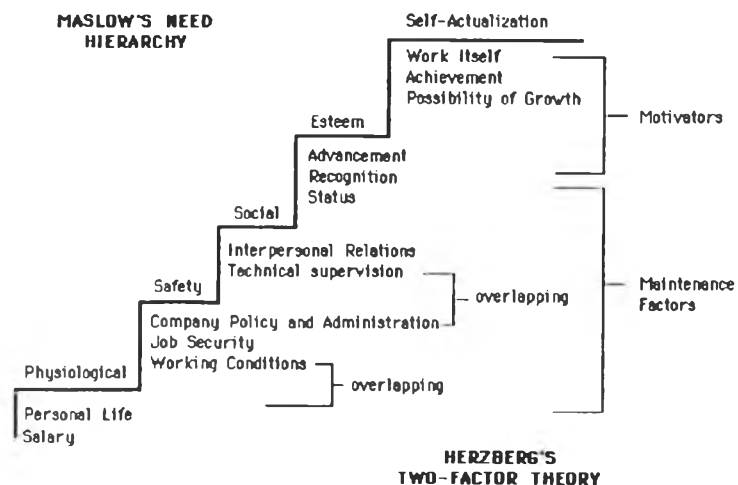 MASLOW'S NEED
HIERARCHY
Self-Actualization
Work Itself
Achievement
Possibility of Growth
Motivators
Esteem
Advancement
Recognition
Status
Social
Interpersonal Relations
Technical supervision
overlapping
Maintenance
Factors
Safety
Company Policy and Administration
Job Security
Working Conditions
overlapping
Physiological
Personal Life
Salary
HERZBERG'S
TWO-FACTOR THEORY